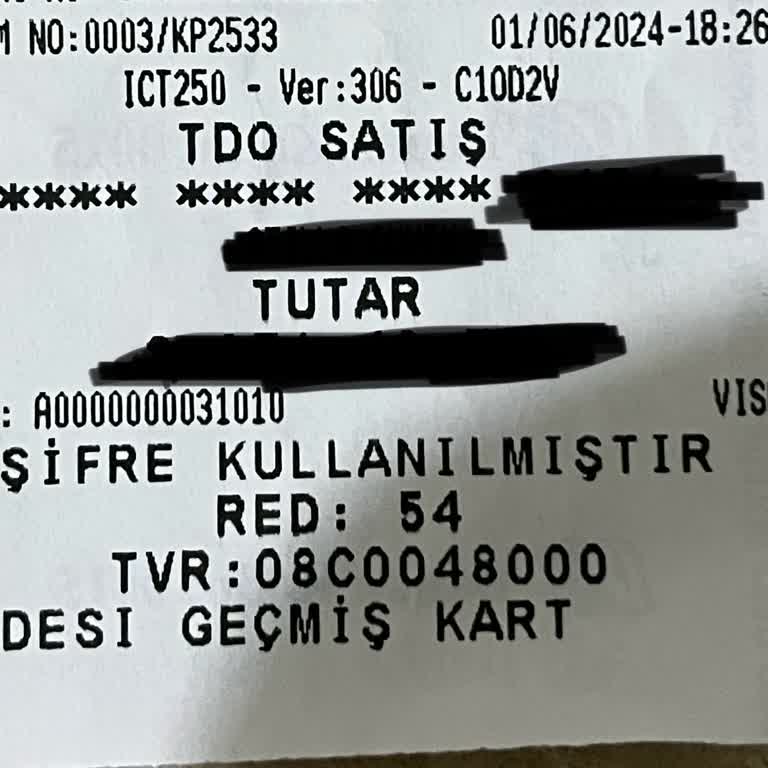 M NO:0003/KP2533 01/06/2024-18:26
ICT250 - Ver:306 - C10D2V
TDO SATIŞ
**** **** ****
TUTAR
: A0000000031010 VIS
ŞİFRE KULLANILMIŞTIR
RED: 54
TVR:08C0048000
DESI GEÇMİŞ KART